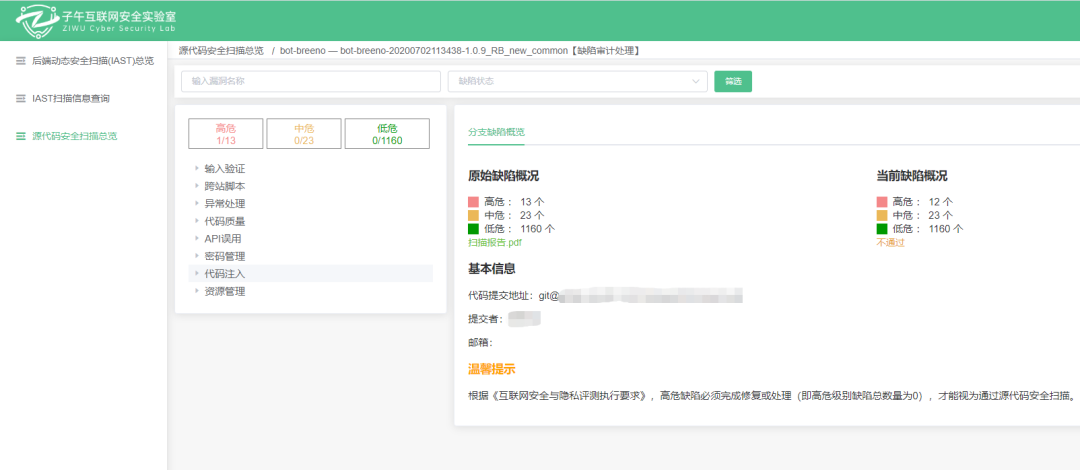 子午互联网安全实验室
ZIWU Cyber Security Lab
后端动态安全扫描(IAST)总览
IAST扫描信息查询
源代码安全扫描总览
源代码安全扫描总览 / bot-breeno — bot-breeno-20200702113438-1.0.9_RB_new_common【缺陷审计处理】
输入漏洞名称
缺陷状态
筛选
高危
1/13
中危
0/23
低危
0/1160
输入验证
跨站脚本
异常处理
代码质量
API误用
密码管理
代码注入
资源管理
分支缺陷概览
原始缺陷概况
高危： 13 个
中危： 23 个
低危： 1160 个
扫描报告.pdf
当前缺陷概况
高危： 12 个
中危： 23 个
低危： 1160 个
不通过
基本信息
代码提交地址：git@
提交者：
邮箱：
温馨提示
根据《互联网安全与隐私评测执行要求》，高危缺陷必须完成修复或处理（即高危级别缺陷总数量为0），才能视为通过源代码安全扫描。